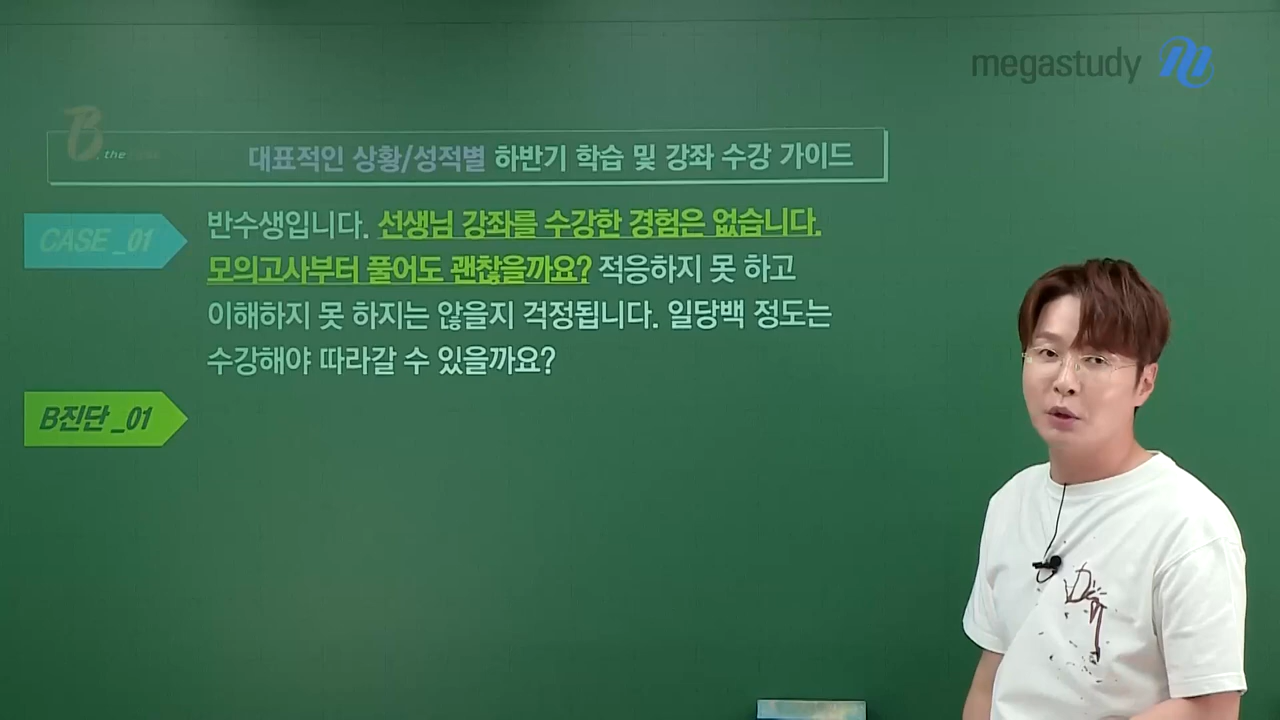 megastudy
B. the
대표적인 상황/성적별 하반기 학습 및 강좌 수강 가이드
CASE _01
반수생입니다. 선생님 강좌를 수강한 경험은 없습니다.
모의고사부터 풀어도 괜찮을까요? 적응하지 못 하고
이해하지 못 하지는 않을지 걱정됩니다. 일당백 정도는
수강해야 따라갈 수 있을까요?
B진단 _01